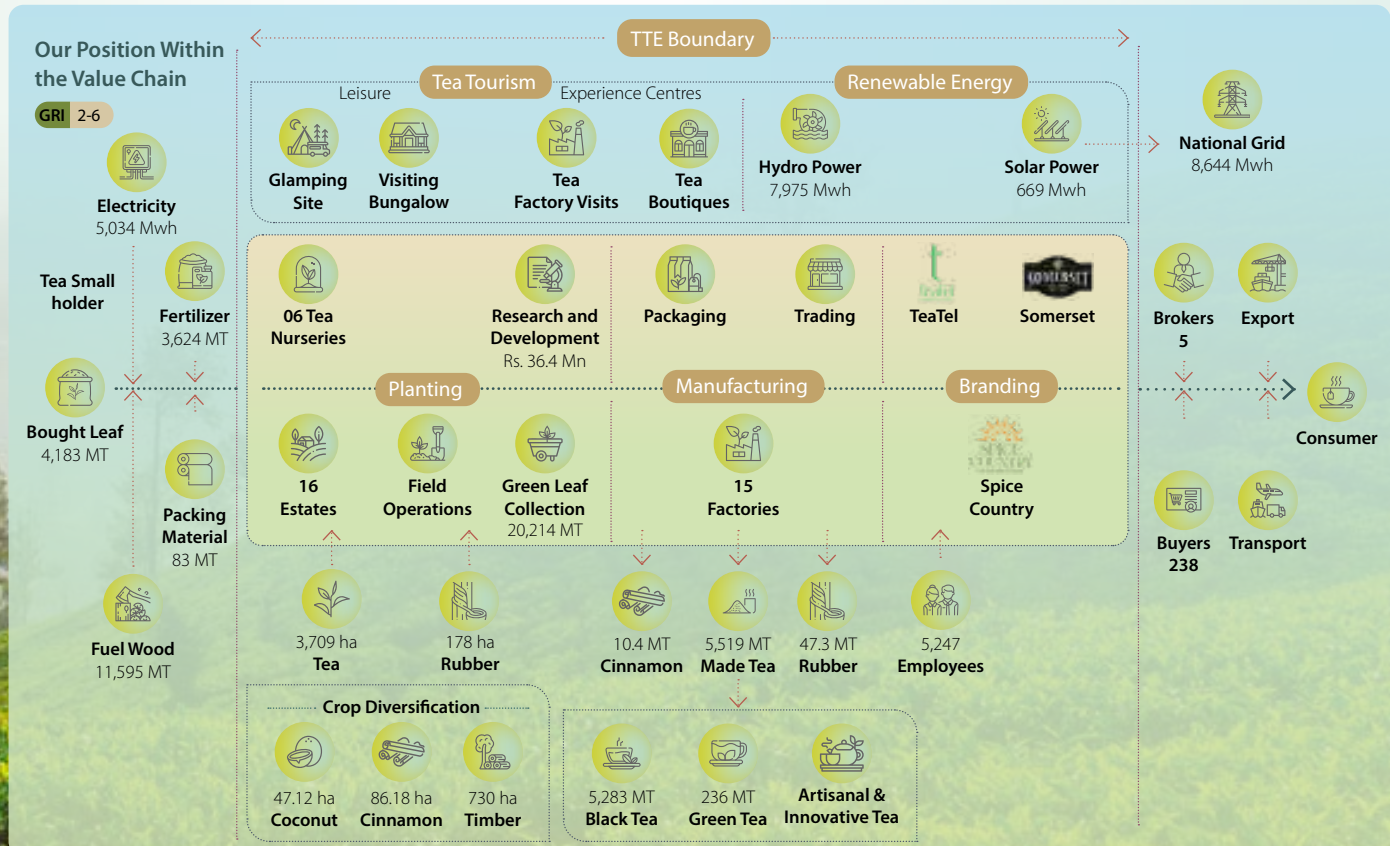 Our Position Within
the Value Chain
GRI 2-6
TTE Boundary
Tea Tourism
Leisure
Experience Centres
Renewable Energy
Glamping
Site
Visiting
Bungalow
Tea
Factory Visits
Tea
Boutiques
Hydro Power
7,975 Mwh
Solar Power
669 Mwh
National Grid
8,644 Mwh
Electricity
5,034 Mwh
Tea Small
holder
Fertilizer
3,624 MT
Bought Leaf
4,183 MT
Packing
Material
83 MT
Fuel Wood
11,595 MT
06 Tea
Nurseries
Research and
Development
Rs. 36.4 Mn
Packaging
Trading
TeaTel
SOMERSET
Somerset
Planting
Manufacturing
Branding
16
Estates
Field
Operations
Green Leaf
Collection
20,214 MT
15
Factories
SPICE
COUNTRY
Spice
Country
Brokers
5
Export
Consumer
Buyers
238
Transport
3,709 ha
Tea
178 ha
Rubber
10.4 MT
Cinnamon
5,519 MT
Made Tea
47.3 MT
Rubber
5,247
Employees
Crop Diversification
47.12 ha
Coconut
86.18 ha
Cinnamon
730 ha
Timber
5,283 MT
Black Tea
236 MT
Green Tea
Artisanal &
Innovative Tea